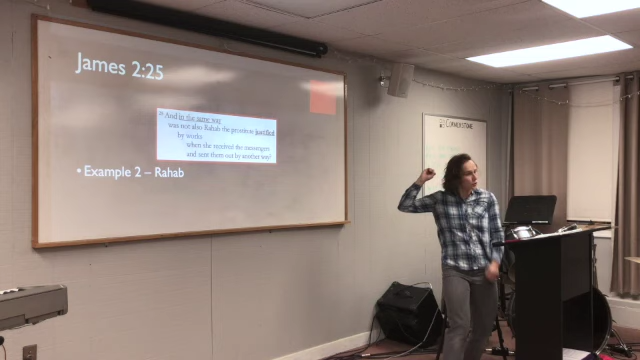 James 2:25
25 And in the same way
was not also Rahab the prostitute justified
by works
when she received the messengers
and sent them out by another way?
• Example 2 – Rahab
CORNERSTONE